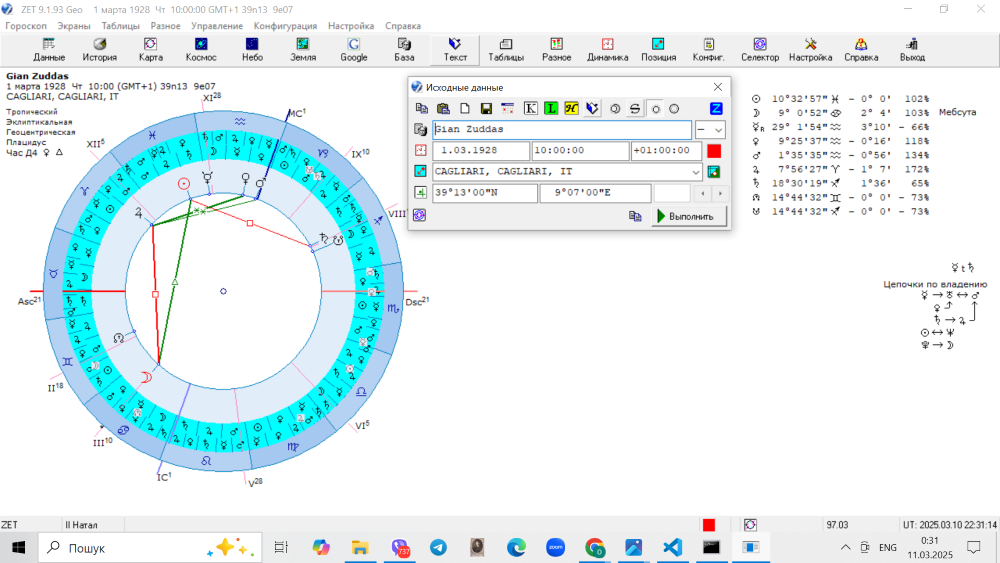 ZET 9.1.93 Geo 1 марта 1928 Чт 10:00:00 GMT+1 39n13 9e07
Гороскоп Экраны Таблицы Разное Управление Конфигурация Настройка Справка
Данные История Карта Космос Небо Земля Google База Текст Таблицы Разное Динамика Позиция Конфиг. Селектор Настройка Справка Выход
Gian Zuddas
1 марта 1928 Чт 10:00 (GMT+1) 39n13 9e07
CAGLIARI, CAGLIARI, IT
Тропический
Эклиптикальная
Геоцентрическая
Плацидус
Час Д4 ♀ △
XI28
MC1
XII5
IX10
VIII
Asc21
Dsc21
II18
VI5
III10
IC1
V28
Исходные данные
K L H S Z
Gian Zuddas
—
1.03.1928 10:00:00 +01:00:00
CAGLIARI, CAGLIARI, IT
39°13'00"N 9°07'00"E
Выполнить
☉ 10°32'57" ♓ - 0° 0' 102%
☽ 9° 0'52" ♋ 2° 4' 103% Мебсута
☿R 29° 1'54" ♒ 3°10' - 66%
♀ 9°25'37" ♒ - 0°16' 118%
♂ 1°35'35" ♒ - 0°56' 134%
♃ 7°56'27" ♈ - 1° 7' 172%
♄ 18°30'19" ♐ 1°36' 65%
☊ 14°44'32" ♊ - 0° 0' - 73%
☋ 14°44'32" ♐ - 0° 0' - 73%
☿ t ♄
Цепочки по владению
☿ → ♅ ↔ ♂
♀
♄ → ♃
☉ ↔ ♆
→ ☽
ZET II Натал 97.03 UT: 2025.03.10 22:31:14
Пошук
737
zoom
ENG
0:31
11.03.2025